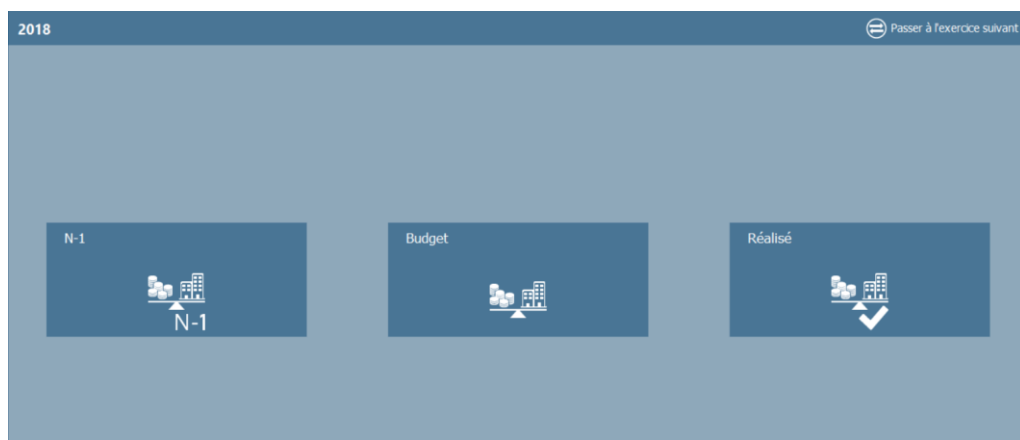 2018
Passer à l'exercice suivant
N-1
Budget
Réalisé
N-1